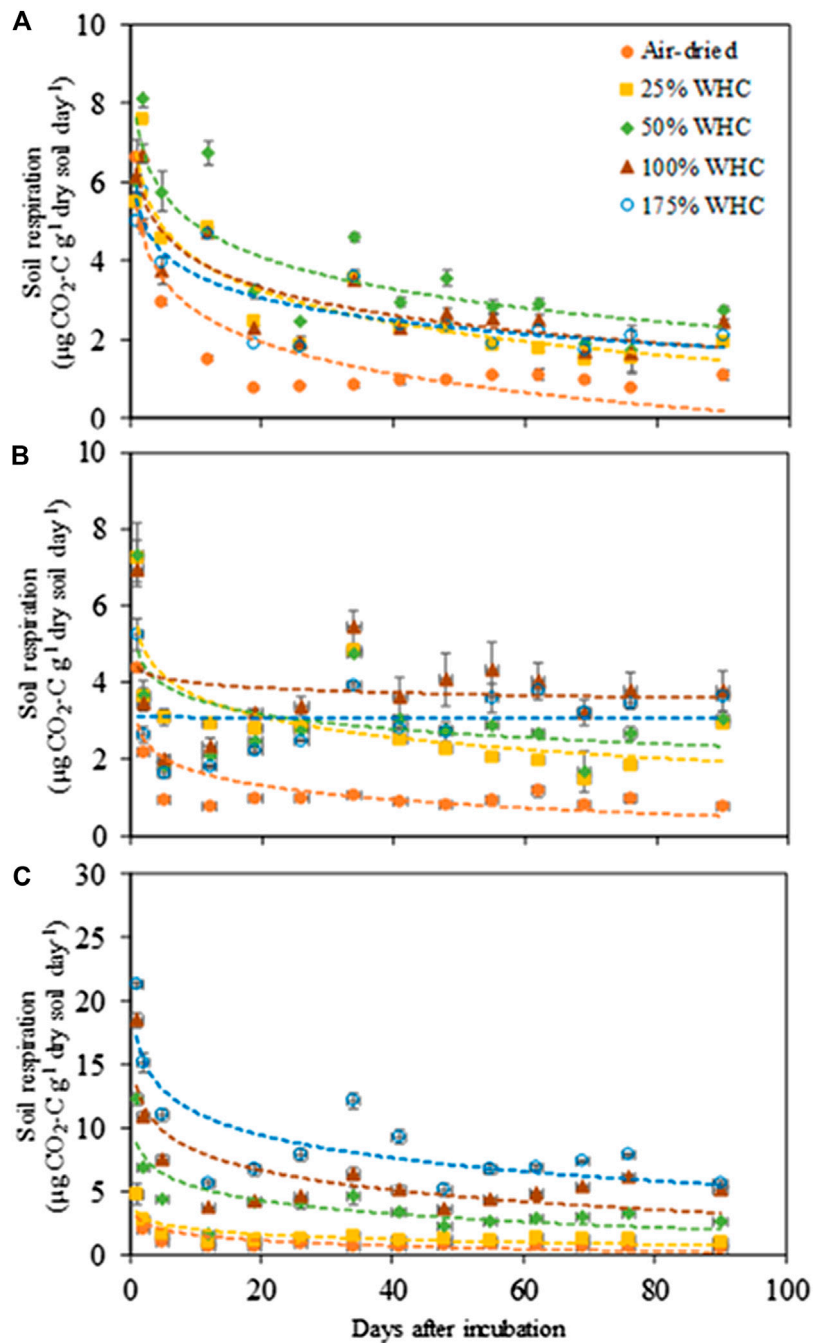 A
10
8
6
4
2
0
Soil respiration
(µg CO₂-C g⁻¹ dry soil day⁻¹)
Air-dried
25% WHC
50% WHC
100% WHC
175% WHC
B
10
8
6
4
2
0
Soil respiration
(µg CO₂-C g⁻¹ dry soil day⁻¹)
C
30
25
20
15
10
5
0
Soil respiration
(µg CO₂-C g⁻¹ dry soil day⁻¹)
0 20 40 60 80 100
Days after incubation